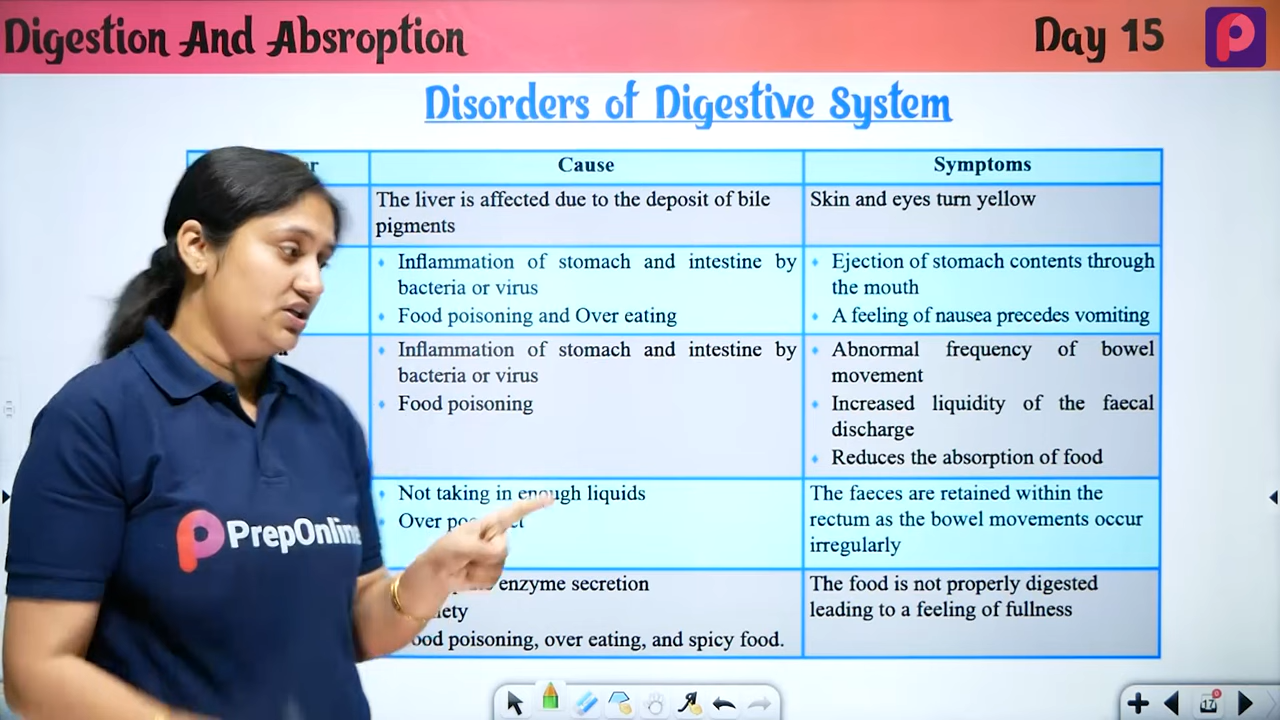 Digestion And Absroption
Day 15
Disorders of Digestive System
Cause
Symptoms
The liver is affected due to the deposit of bile
pigments
Skin and eyes turn yellow
Inflammation of stomach and intestine by
bacteria or virus
Food poisoning and Over eating
Ejection of stomach contents through
the mouth
A feeling of nausea precedes vomiting
Inflammation of stomach and intestine by
bacteria or virus
Food poisoning
Abnormal frequency of bowel
movement
Increased liquidity of the faecal
discharge
Reduces the absorption of food
Not taking in enough liquids
Over
The faeces are retained within the
rectum as the bowel movements occur
irregularly
enzyme secretion
poisoning, over eating, and spicy food.
The food is not properly digested
leading to a feeling of fullness
PrepOnline
17